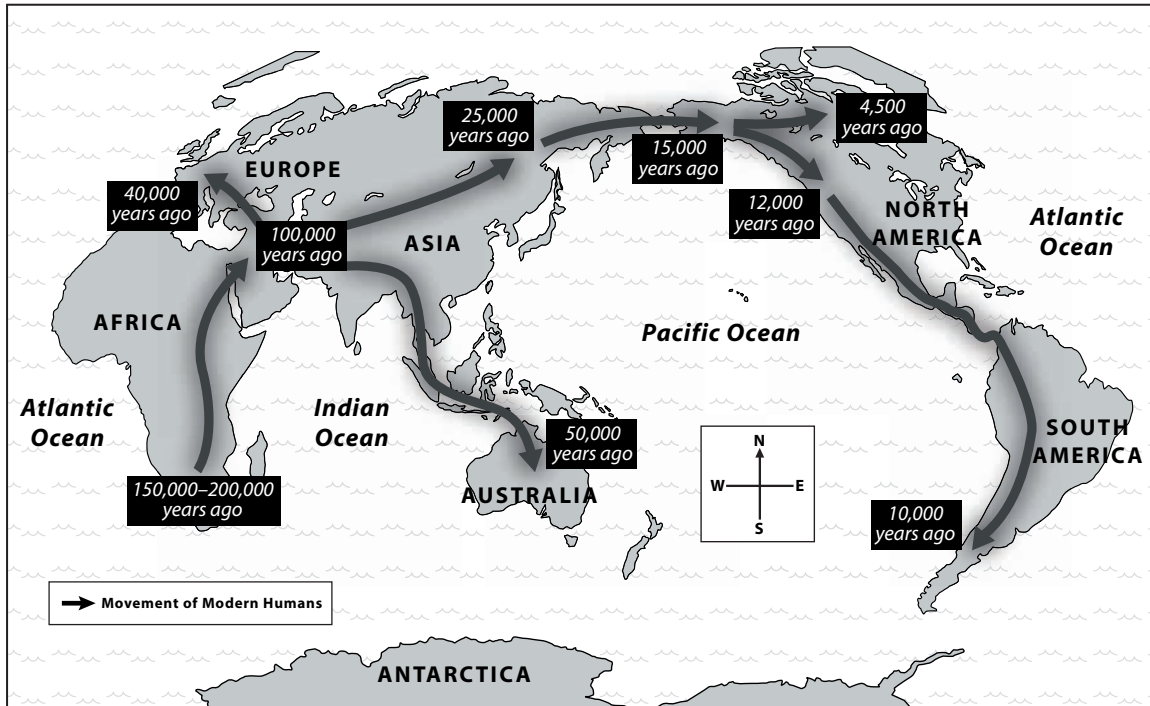 4,500
years ago
25,000
years ago
15,000
years ago
EUROPE
40,000
years ago
12,000
years ago
NORTH
AMERICA
Atlantic
Ocean
100,000
years ago
ASIA
AFRICA
Pacific Ocean
Atlantic
Ocean
Indian
Ocean
50,000
years ago
SOUTH
AMERICA
N
W
E
S
150,000–200,000
years ago
AUSTRALIA
10,000
years ago
Movement of Modern Humans
ANTARCTICA